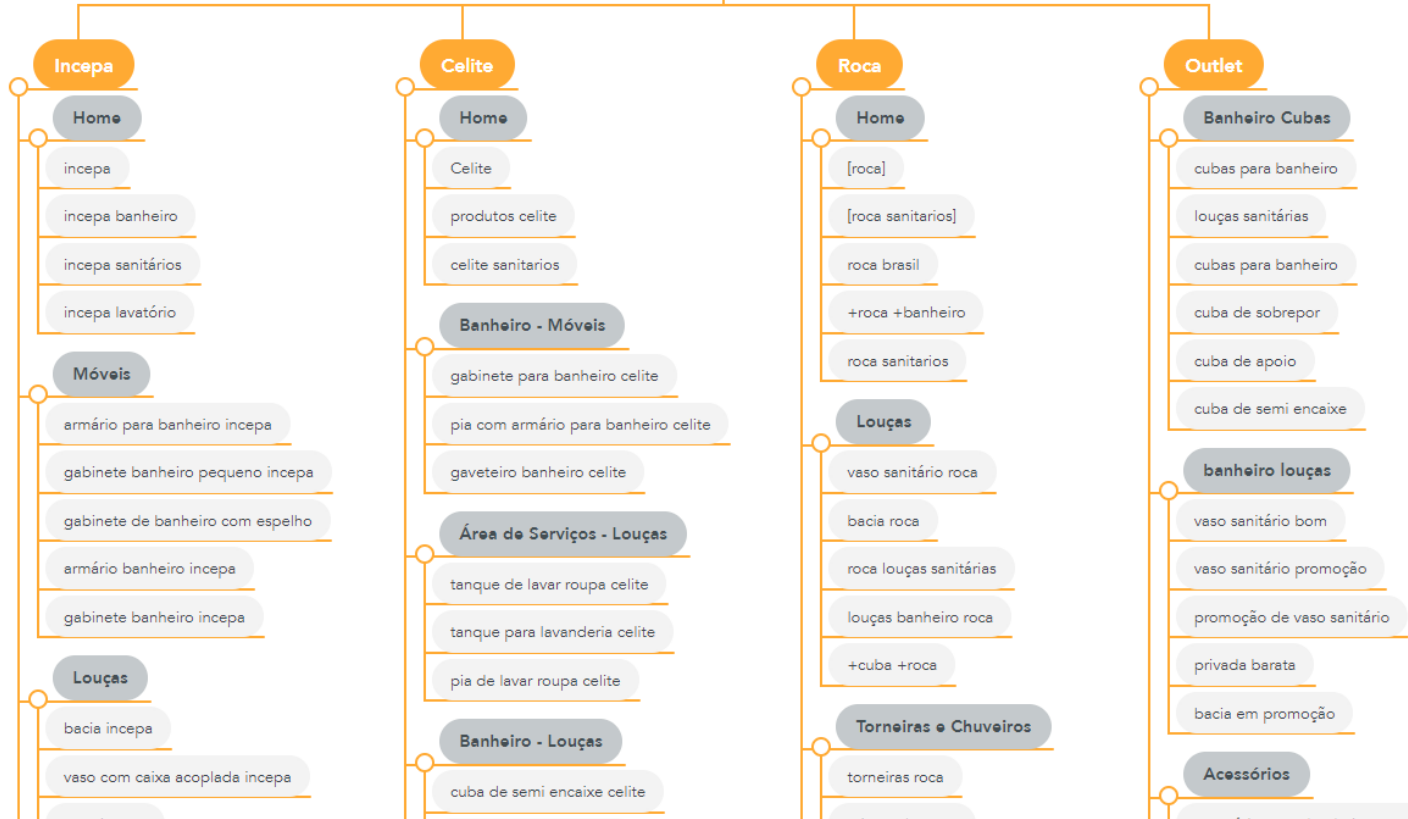 Incepa
Home
incepa
incepa banheiro
incepa sanitários
incepa lavatório
Móveis
armário para banheiro incepa
gabinete banheiro pequeno incepa
gabinete de banheiro com espelho
armário banheiro incepa
gabinete banheiro incepa
Louças
bacia incepa
vaso com caixa acoplada incepa
Celite
Home
Celite
produtos celite
celite sanitarios
Banheiro - Móveis
gabinete para banheiro celite
pia com armário para banheiro celite
gaveteiro banheiro celite
Área de Serviços - Louças
tanque de lavar roupa celite
tanque para lavanderia celite
pia de lavar roupa celite
Banheiro - Louças
cuba de semi encaixe celite
Roca
Home
[roca]
[roca sanitarios]
roca brasil
+roca +banheiro
roca sanitarios
Louças
vaso sanitário roca
bacia roca
roca louças sanitárias
louças banheiro roca
+cuba +roca
Torneiras e Chuveiros
torneiras roca
Outlet
Banheiro Cubas
cubas para banheiro
louças sanitárias
cubas para banheiro
cuba de sobrepor
cuba de apoio
cuba de semi encaixe
banheiro louças
vaso sanitário bom
vaso sanitário promoção
promoção de vaso sanitário
privada barata
bacia em promoção
Acessórios